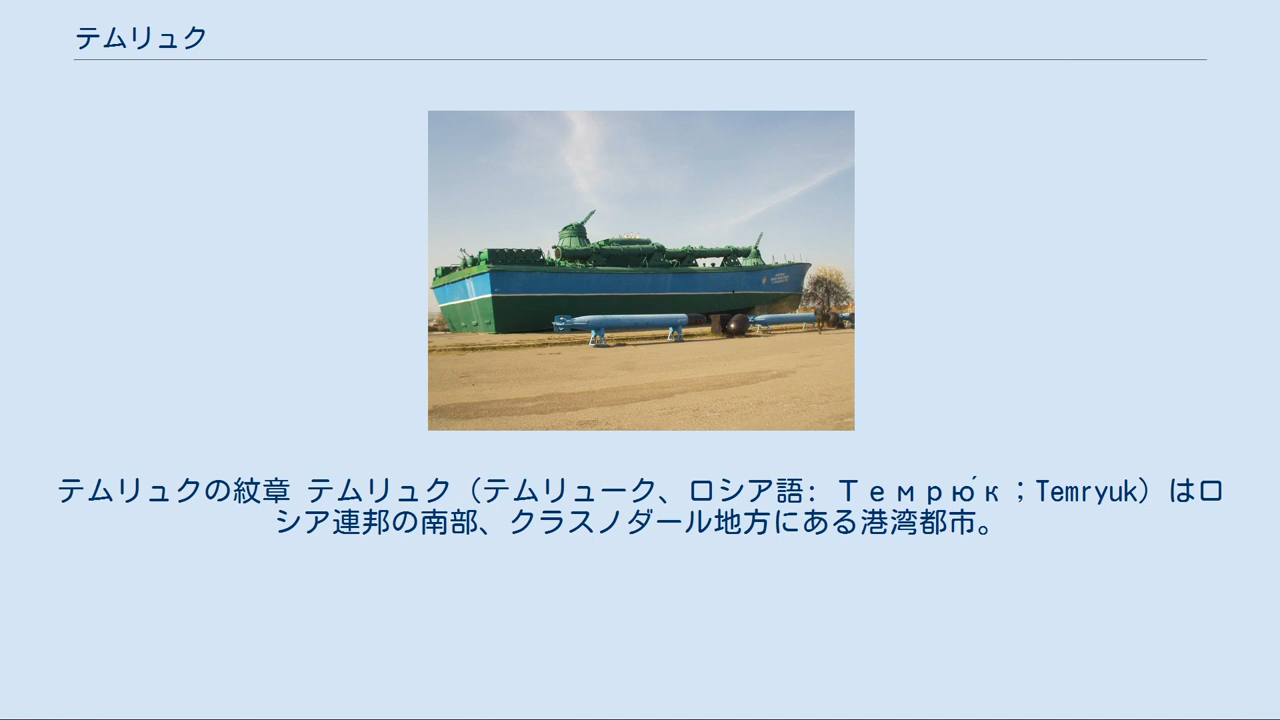 テムリュク
テムリュクの紋章 テムリュク（テムリューク、ロシア語: Темрю́к；Temryuk）はロ
シア連邦の南部、クラスノダール地方にある港湾都市。